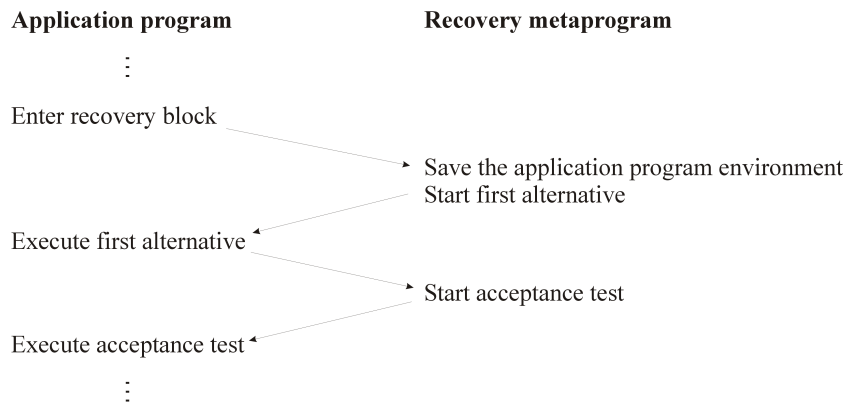 Application program
Recovery metaprogram
Enter recovery block
Save the application program environment
Start first alternative
Execute first alternative
Start acceptance test
Execute acceptance test